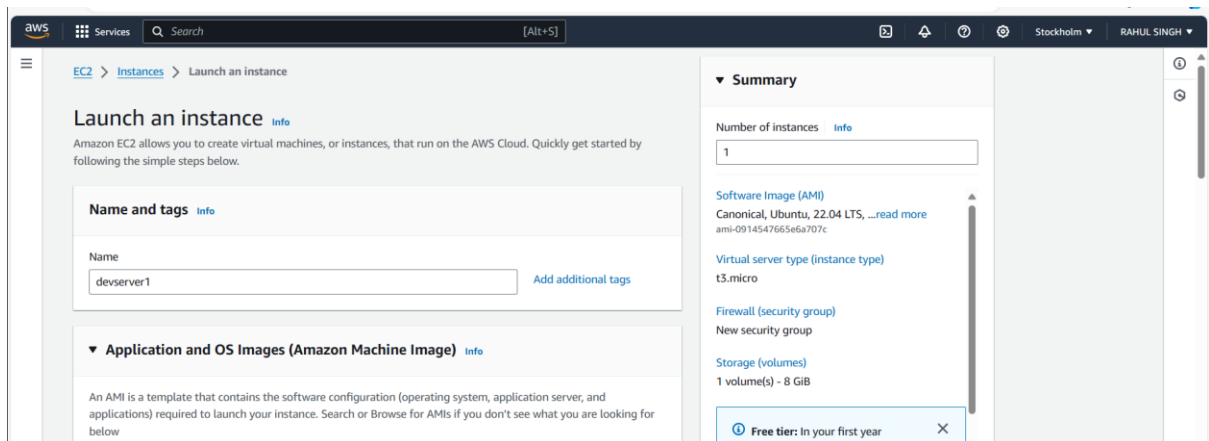 aws
Services
Search
[Alt+S]
Stockholm
RAHUL SINGH
EC2 > Instances > Launch an instance
Launch an instance Info
Amazon EC2 allows you to create virtual machines, or instances, that run on the AWS Cloud. Quickly get started by
following the simple steps below.
Name and tags Info
Name
devserver1
Add additional tags
Application and OS Images (Amazon Machine Image) Info
An AMI is a template that contains the software configuration (operating system, application server, and
applications) required to launch your instance. Search or Browse for AMIs if you don't see what you are looking for
below
Summary
Number of instances Info
1
Software Image (AMI)
Canonical, Ubuntu, 22.04 LTS, ...read more
ami-0914547665e6a707c
Virtual server type (instance type)
t3.micro
Firewall (security group)
New security group
Storage (volumes)
1 volume(s) - 8 GiB
Free tier: In your first year